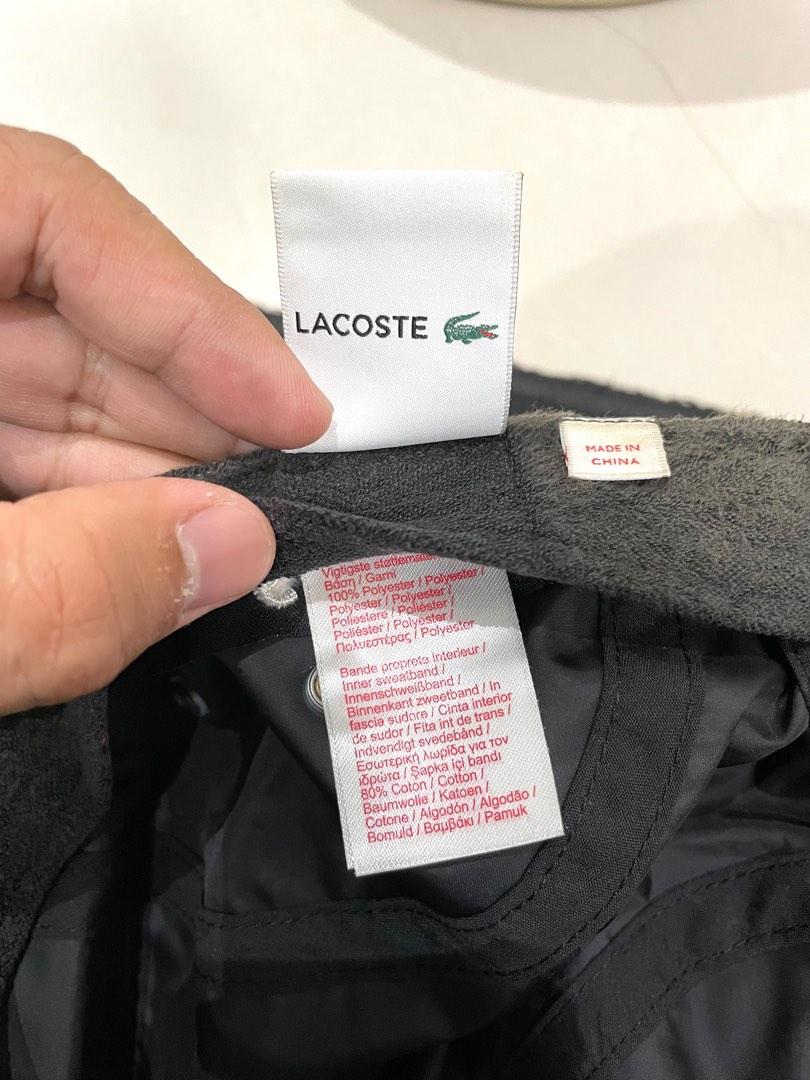 LACOSTE
MADE IN
CHINA
Vigtigste støttemate
Βάση / Garni
100% Polyester / Polyester /
Polyester / Polyester /
Poliestere / Poliéster /
Poliéster / Polyester /
Πολυεστέρας / Polyester
Bande propreté intérieur /
Inner sweatband /
Innenschweißband /
Binnenkant zweetband / In
fascia sudore / Cinta interior
de sudor / Fita int de trans /
Indvendigt svedebånd /
Εσωτερική λωρίδα για τον
ιδρώτα / Şapka içi bandı
80% Coton / Cotton /
Baumwolle / Katoen /
Cotone / Algodón / Algodão /
Bomuld / Βαμβάκι / Pamuk